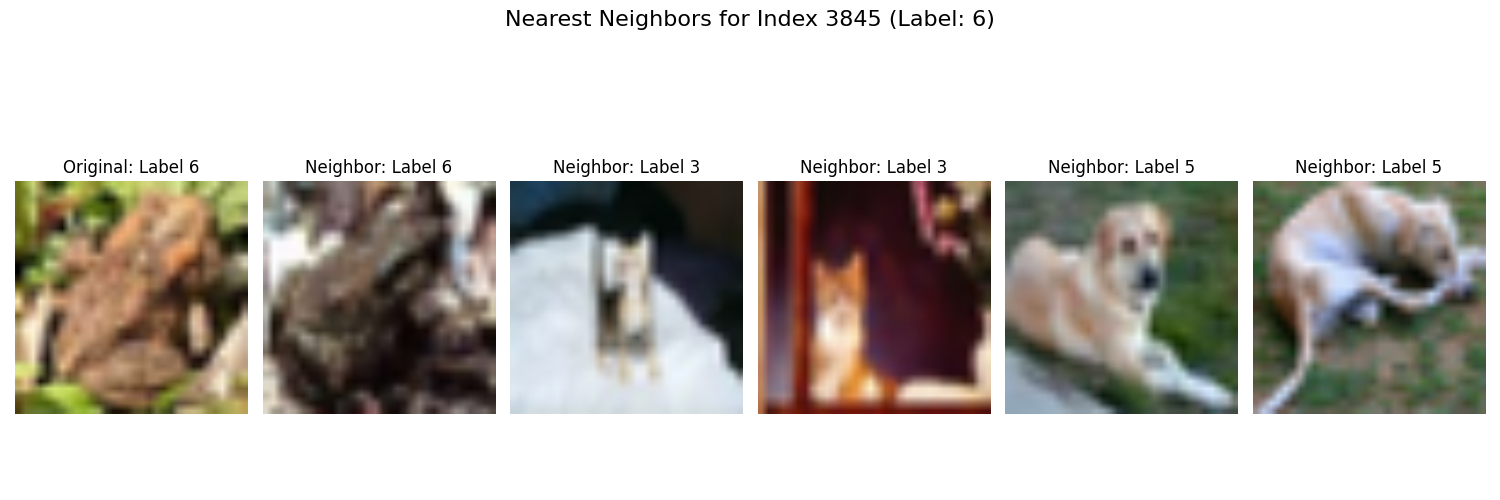 Nearest Neighbors for Index 3845 (Label: 6)
Original: Label 6
Neighbor: Label 6
Neighbor: Label 3
Neighbor: Label 3
Neighbor: Label 5
Neighbor: Label 5